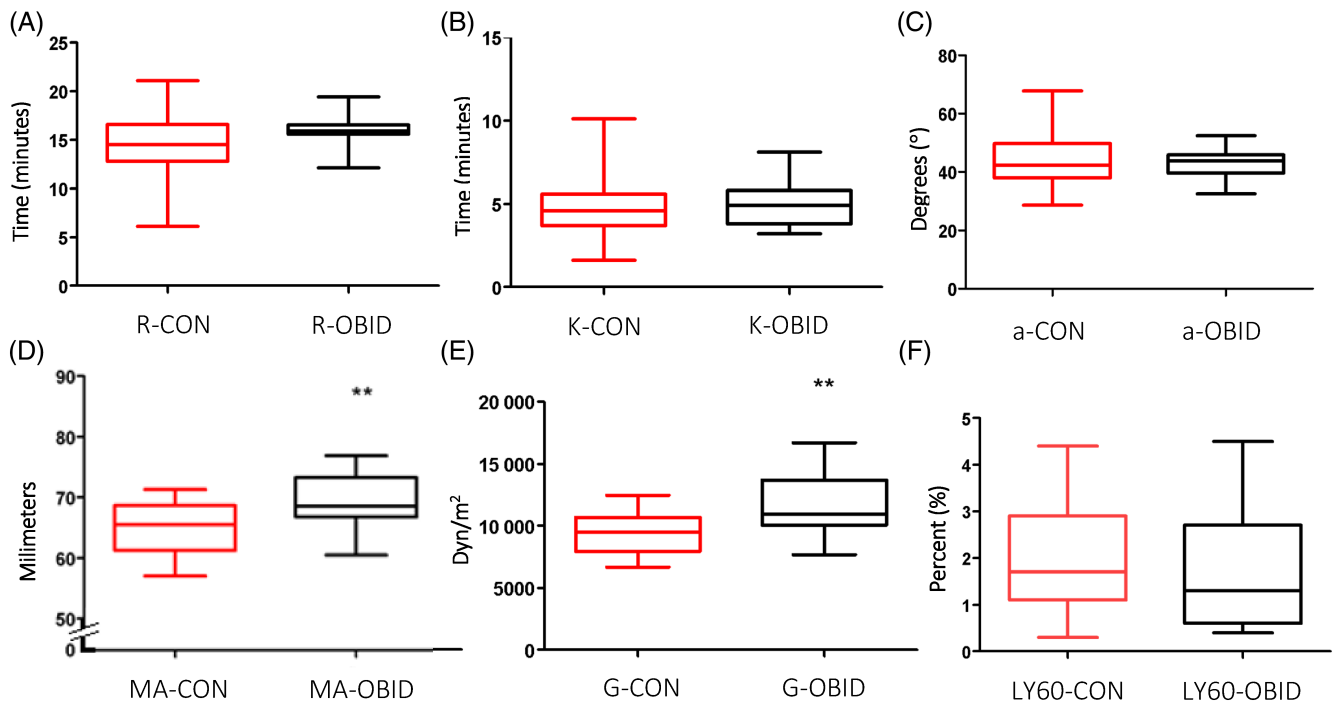 (A)
(B)
(C)
Time (minutes)
25
20
15
10
5
0
R-CON
R-OBID
Time (minutes)
15
10
5
0
K-CON
K-OBID
Degrees (°)
80
60
40
20
0
a-CON
a-OBID
(D)
(E)
(F)
Milimeters
90
80
70
60
50
0
**
MA-CON
MA-OBID
Dyn/m²
20 000
15 000
10 000
5000
0
**
G-CON
G-OBID
Percent (%)
5
4
3
2
1
0
LY60-CON
LY60-OBID